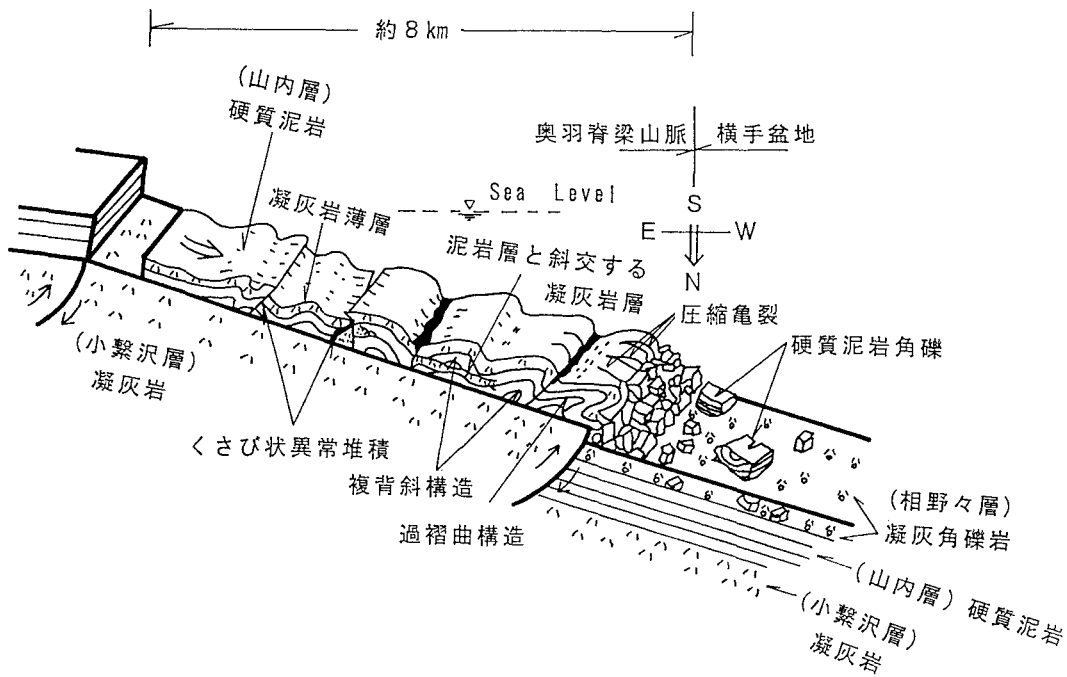 約8km
(山内層)
硬質泥岩
奥羽脊梁山脈
横手盆地
Sea Level
凝灰岩薄層
S
E
W
N
泥岩層と斜交する
凝灰岩層
圧縮亀裂
硬質泥岩角礫
(小繋沢層)
凝灰岩
くさび状異常堆積
複背斜構造
過褶曲構造
(相野々層)
凝灰角礫岩
(山内層)硬質泥岩
(小繋沢層)
凝灰岩